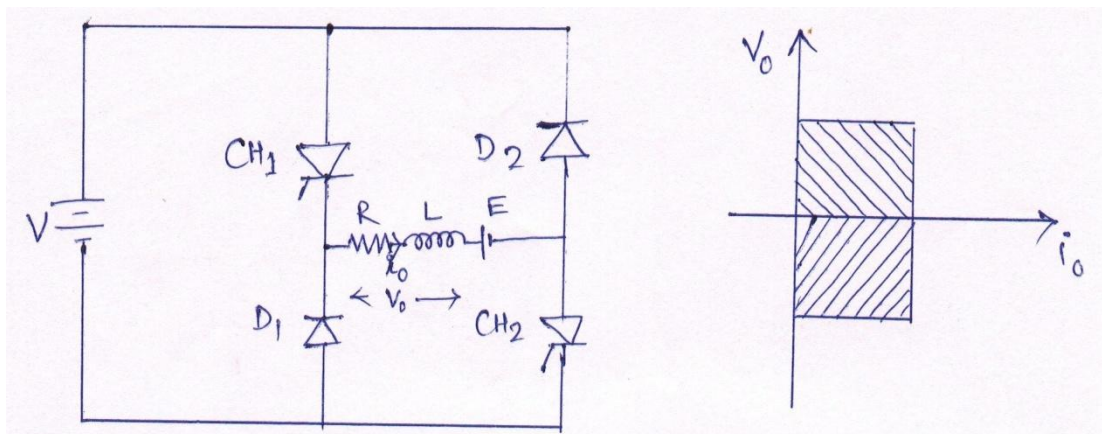 V₀
CH₁
D₂
V
R L E
i₀
i₀
V₀
D₁
CH₂